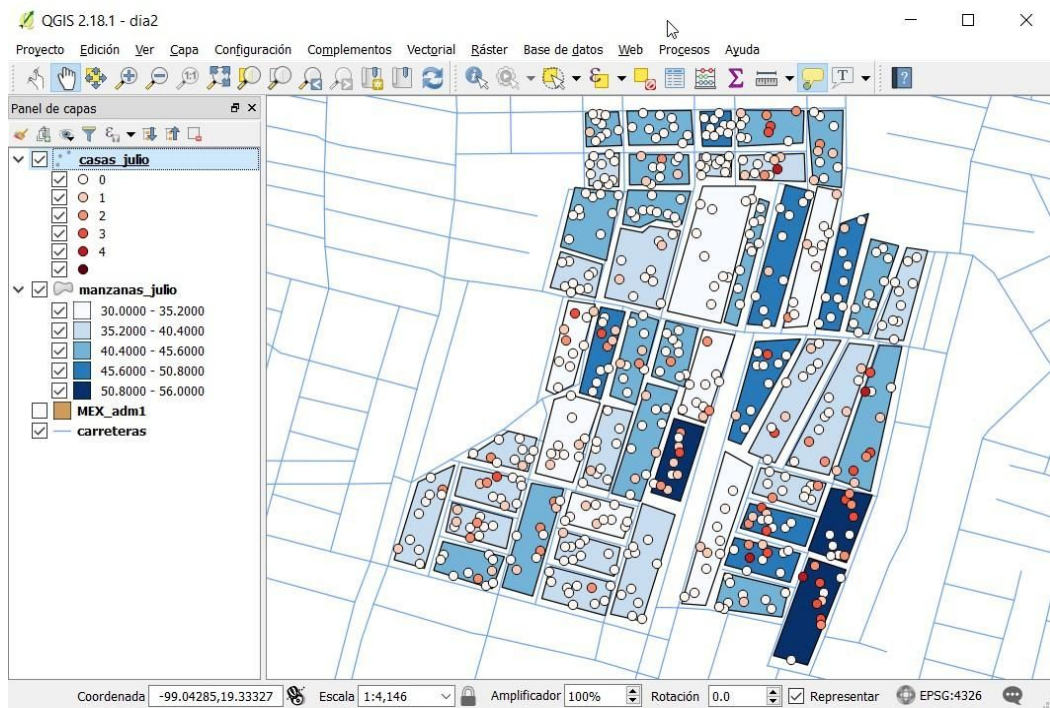 QGIS 2.18.1 - dia2
Proyecto Edición Ver Capa Configuración Complementos Vectorial Ráster Base de datos Web Procesos Ayuda
Panel de capas
casas_julio
0
1
2
3
4
manzanas_julio
30.0000 - 35.2000
35.2000 - 40.4000
40.4000 - 45.6000
45.6000 - 50.8000
50.8000 - 56.0000
MEX_adm1
carreteras
Coordenada -99.04285,19.33327 Escala 1:4,146 Amplificador 100% Rotación 0.0 Representar EPSG:4326